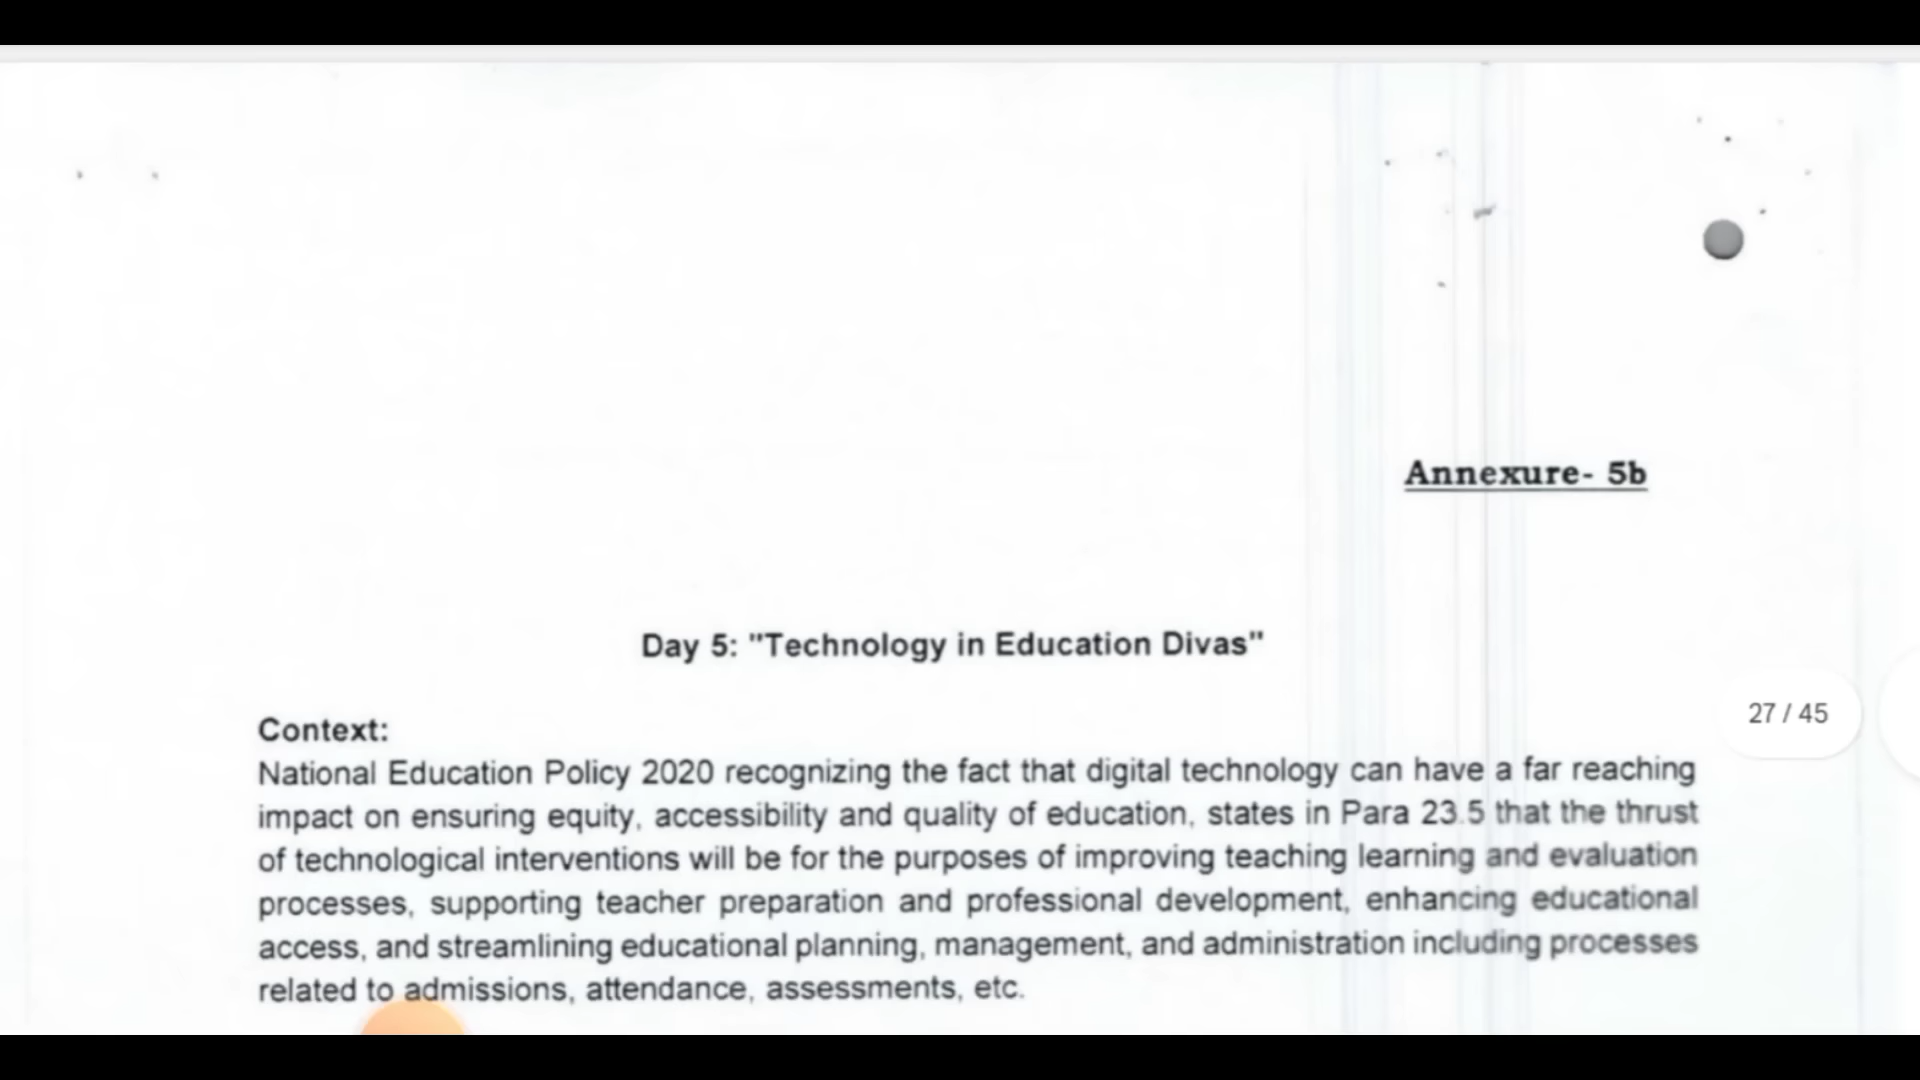 Annexure- 5b
Day 5: "Technology in Education Divas"
Context:
National Education Policy 2020 recognizing the fact that digital technology can have a far reaching
impact on ensuring equity, accessibility and quality of education, states in Para 23.5 that the thrust
of technological interventions will be for the purposes of improving teaching learning and evaluation
processes, supporting teacher preparation and professional development, enhancing educational
access, and streamlining educational planning, management, and administration including processes
related to admissions, attendance, assessments, etc.
27 / 45